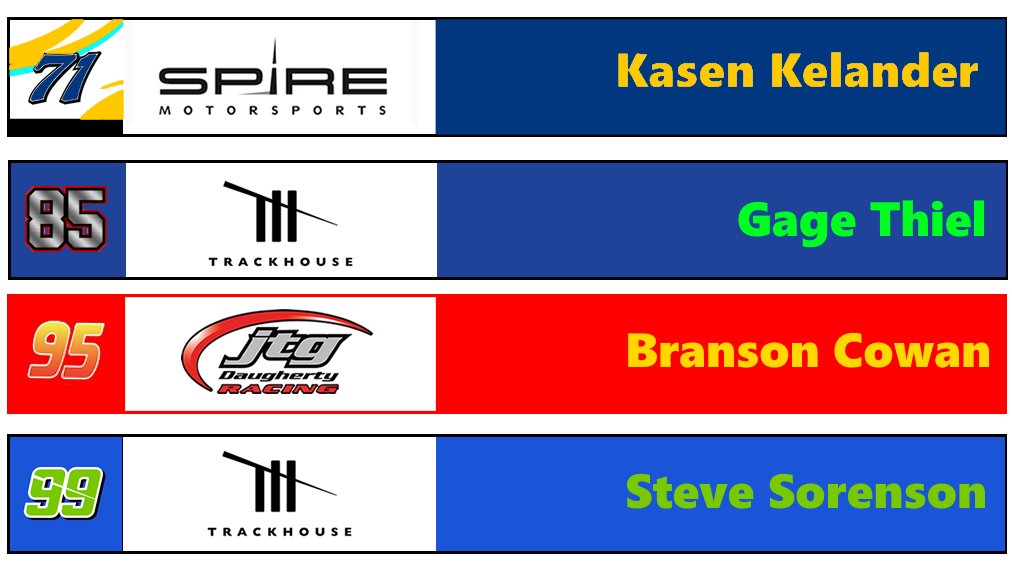 71 SPIRE MOTORSPORTS Kasen Kelander
85 TRACKHOUSE Gage Thiel
95 jtg Daugherty RACING Branson Cowan
99 TRACKHOUSE Steve Sorenson